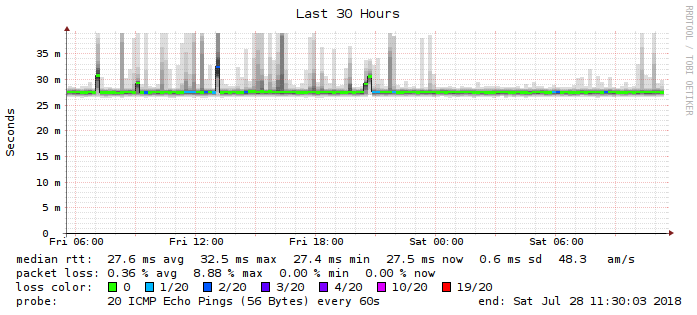 Last 30 Hours
RRDTOOL / TOBI OETIKER
Seconds
35 m
30 m
25 m
20 m
15 m
10 m
5 m
0
Fri 06:00 Fri 12:00 Fri 18:00 Sat 00:00 Sat 06:00
median rtt: 27.6 ms avg 32.5 ms max 27.4 ms min 27.5 ms now 0.6 ms sd 48.3 am/s
packet loss: 0.36 % avg 8.88 % max 0.00 % min 0.00 % now
loss color: 0 1/20 2/20 3/20 4/20 10/20 19/20
probe: 20 ICMP Echo Pings (56 Bytes) every 60s end: Sat Jul 28 11:30:03 2018